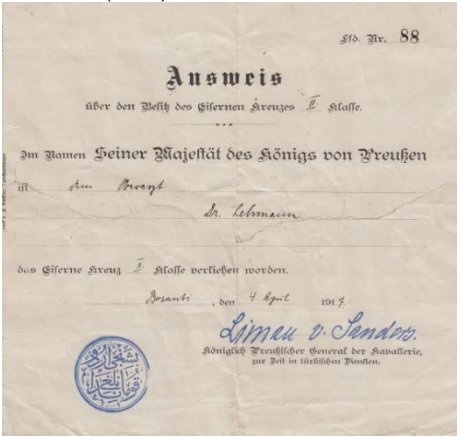 Lfd. Nr. 88
Ausweis
über den Besitz des Eisernen Kreuzes II Klasse.
Im Namen Seiner Majestät des Königs von Preußen
ist dem Oberarzt
Dr. Lehmann
das Eiserne Kreuz II Klasse verliehen worden.
Bozanti, den 4 April 1917
Liman v. Sanders.
Königlich Preußischer General der Kavallerie,
zur Zeit in türkischen Diensten.